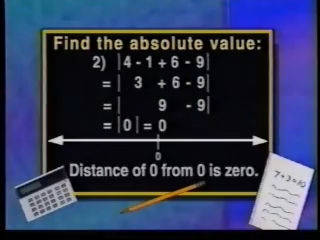 Find the absolute value:
2) |4 - 1 + 6 - 9|
= | 3 + 6 - 9|
= | 9 - 9|
= |0| = 0
0
Distance of 0 from 0 is zero.
7+3=10